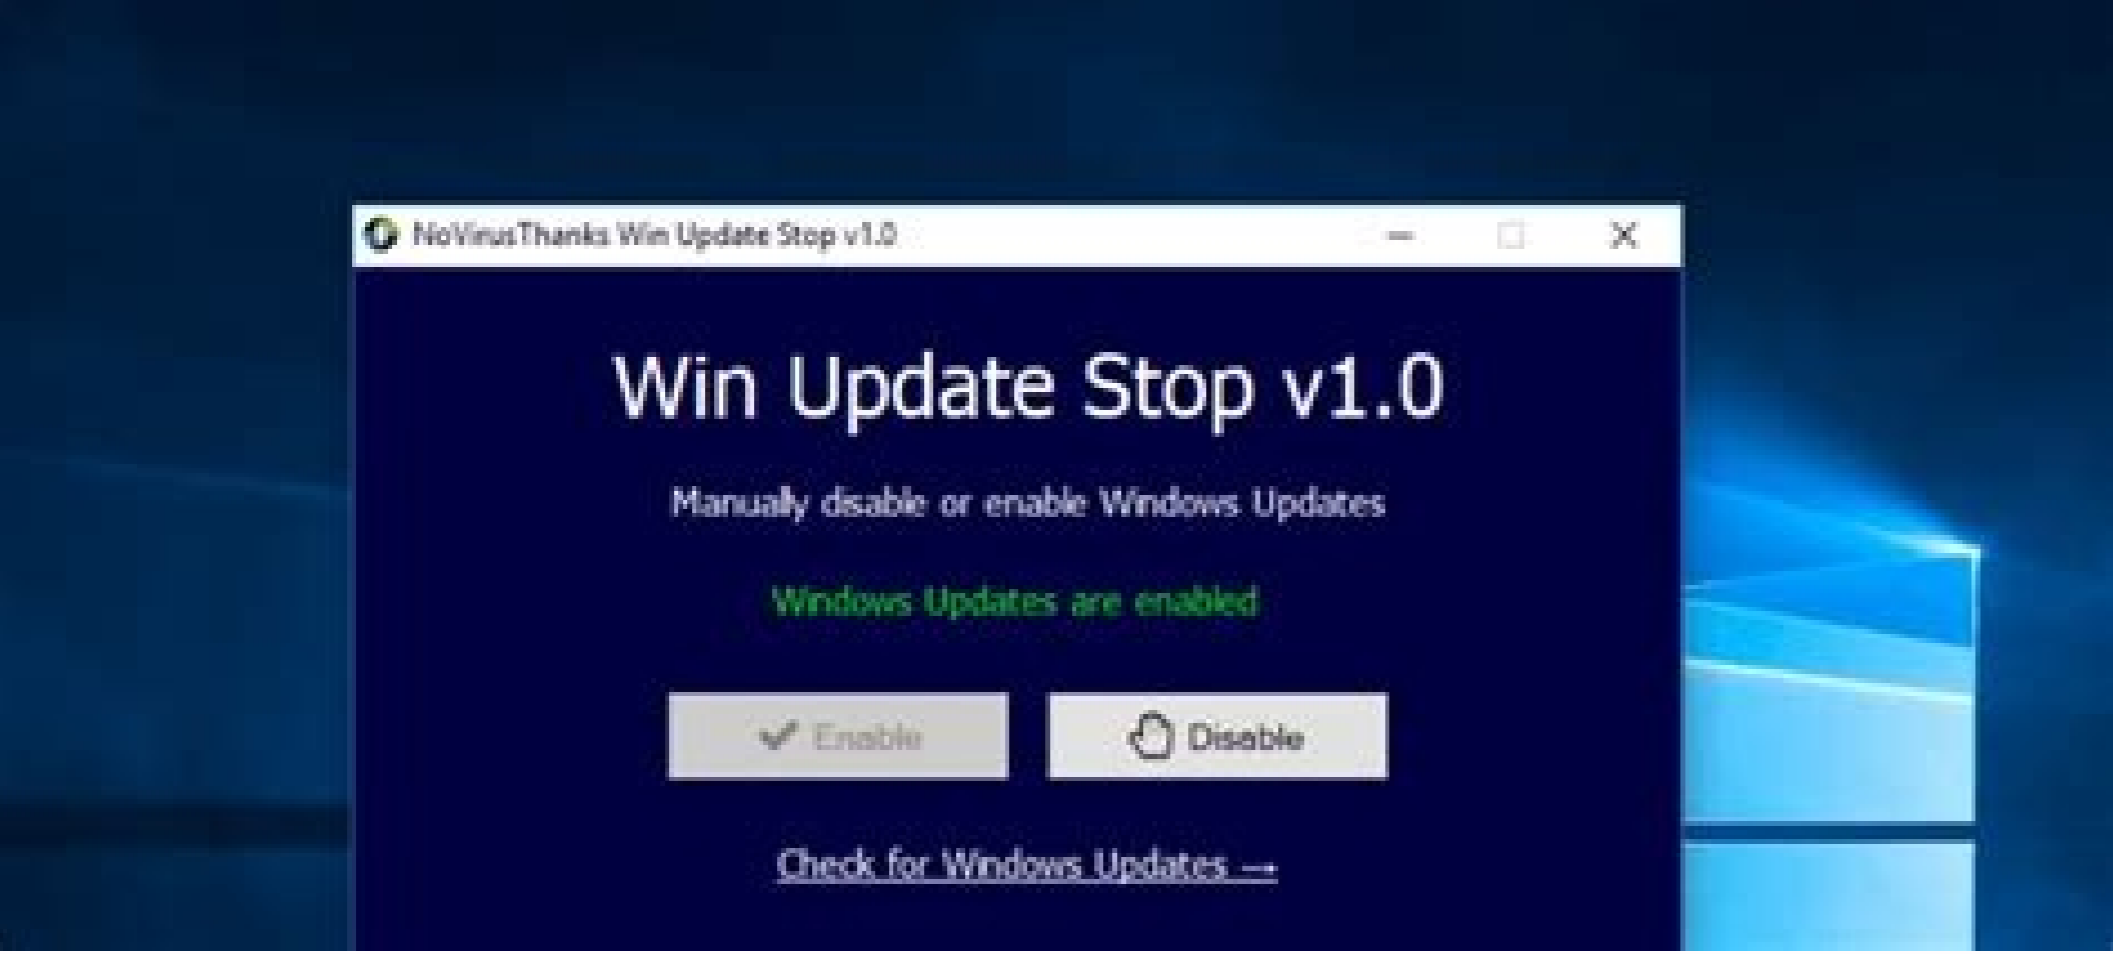 NoVirusThanks Win Update Stop v1.0
Win Update Stop v1.0
Manually disable or enable Windows Updates
Windows Updates are enabled
Enable
Disable
Check for Windows Updates →